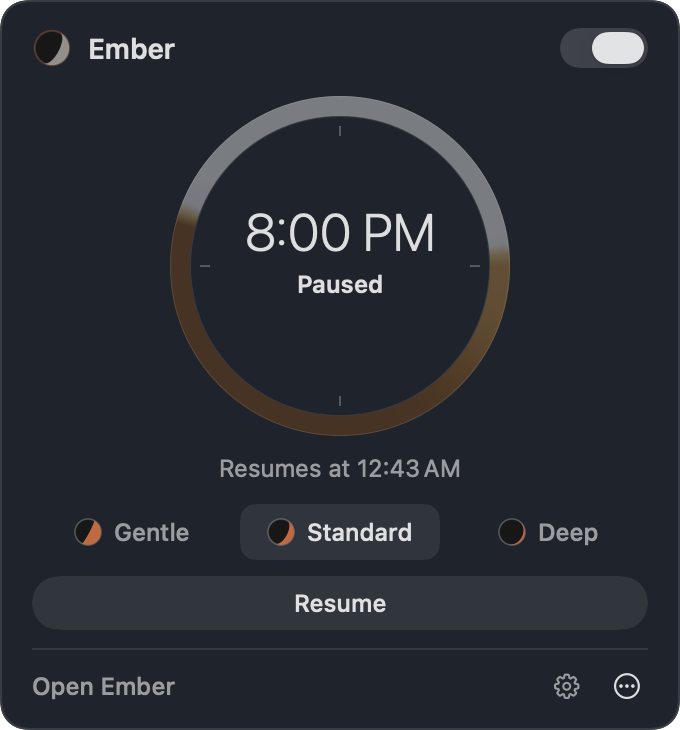 Ember
8:00 PM
Paused
Resumes at 12:43 AM
Gentle
Standard
Deep
Resume
Open Ember